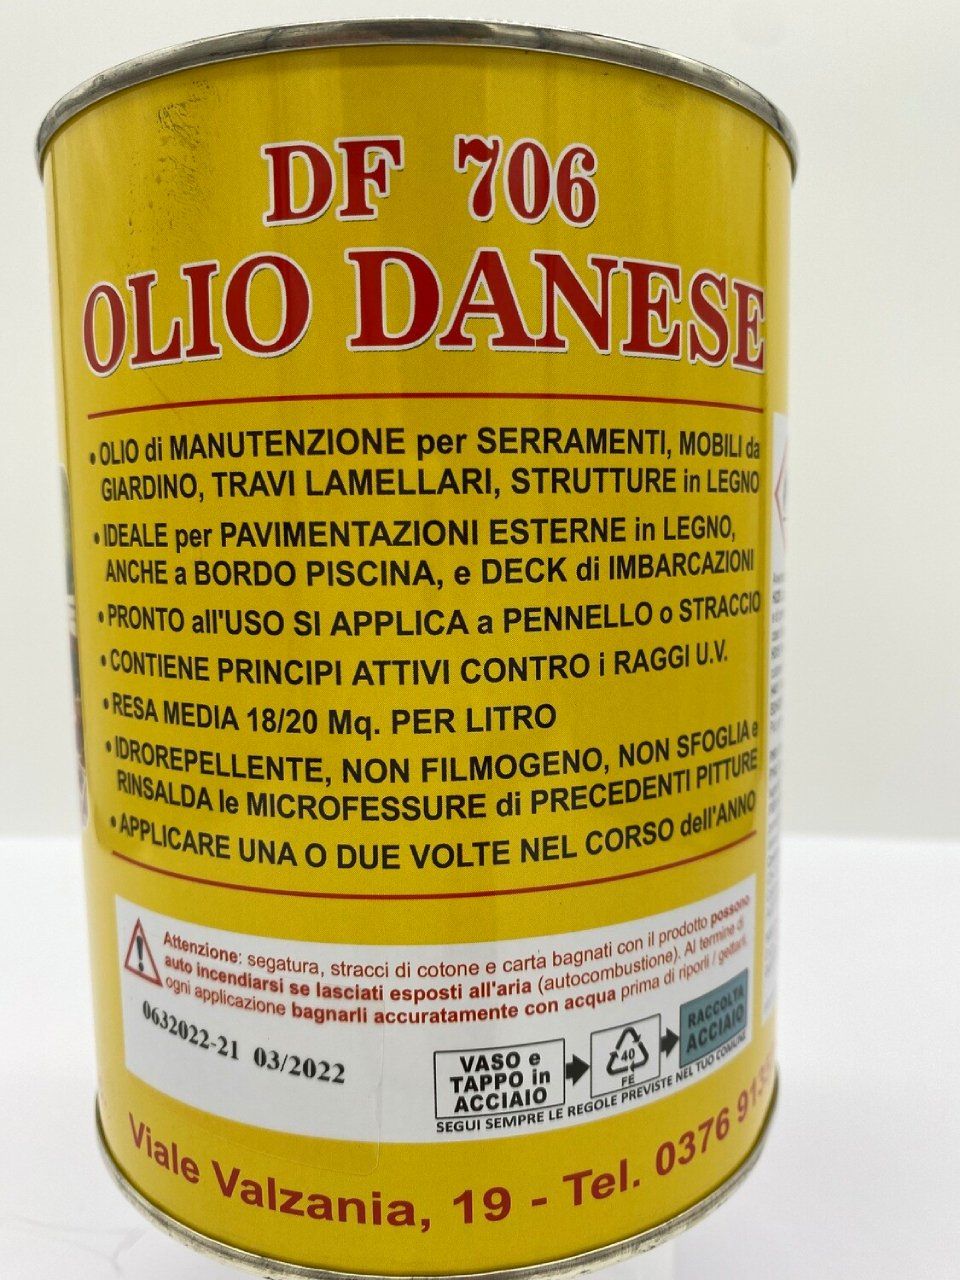 DF 706
OLIO DANESE
• OLIO di MANUTENZIONE per SERRAMENTI, MOBILI da
GIARDINO, TRAVI LAMELLARI, STRUTTURE in LEGNO
• IDEALE per PAVIMENTAZIONI ESTERNE in LEGNO,
ANCHE a BORDO PISCINA, e DECK di IMBARCAZIONI
• PRONTO all'USO SI APPLICA a PENNELLO o STRACCIO
• CONTIENE PRINCIPI ATTIVI CONTRO i RAGGI U.V.
• RESA MEDIA 18/20 Mq. PER LITRO
• IDROREPELLENTE, NON FILMOGENO, NON SFOGLIA e
RINSALDA le MICROFESSURE di PRECEDENTI PITTURE
• APPLICARE UNA O DUE VOLTE NEL CORSO dell'ANNO
Attenzione: segatura, stracci di cotone e carta bagnati con il prodotto possono
auto incendiarsi se lasciati esposti all'aria (autocombustione). Al termine di
ogni applicazione bagnarli accuratamente con acqua prima di riporli / gettarli.
0632022-21 03/2022
VASO e
TAPPO in
ACCIAIO
40
FE
RACCOLTA
ACCIAIO
SEGUI SEMPRE LE REGOLE PREVISTE NEL TUO COMUNE
Viale Valzania, 19 - Tel. 0376